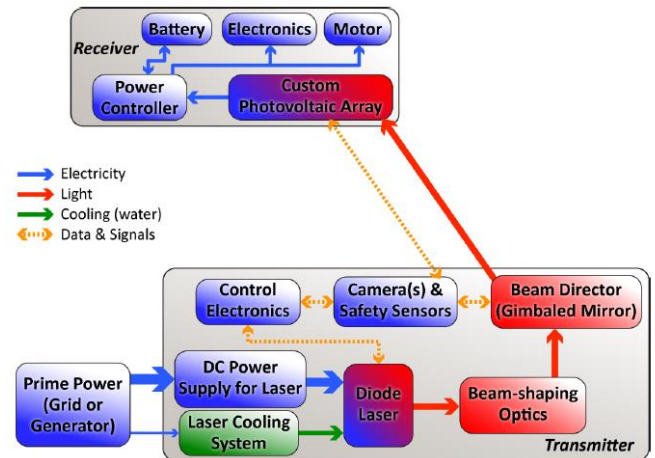 Receiver
Battery
Electronics
Motor
Power
Controller
Custom
Photovoltaic Array
Electricity
Light
Cooling (water)
Data & Signals
Control
Electronics
Camera(s) &
Safety Sensors
Beam Director
(Gimbaled Mirror)
Prime Power
(Grid or
Generator)
DC Power
Supply for Laser
Laser Cooling
System
Diode
Laser
Beam-shaping
Optics
Transmitter